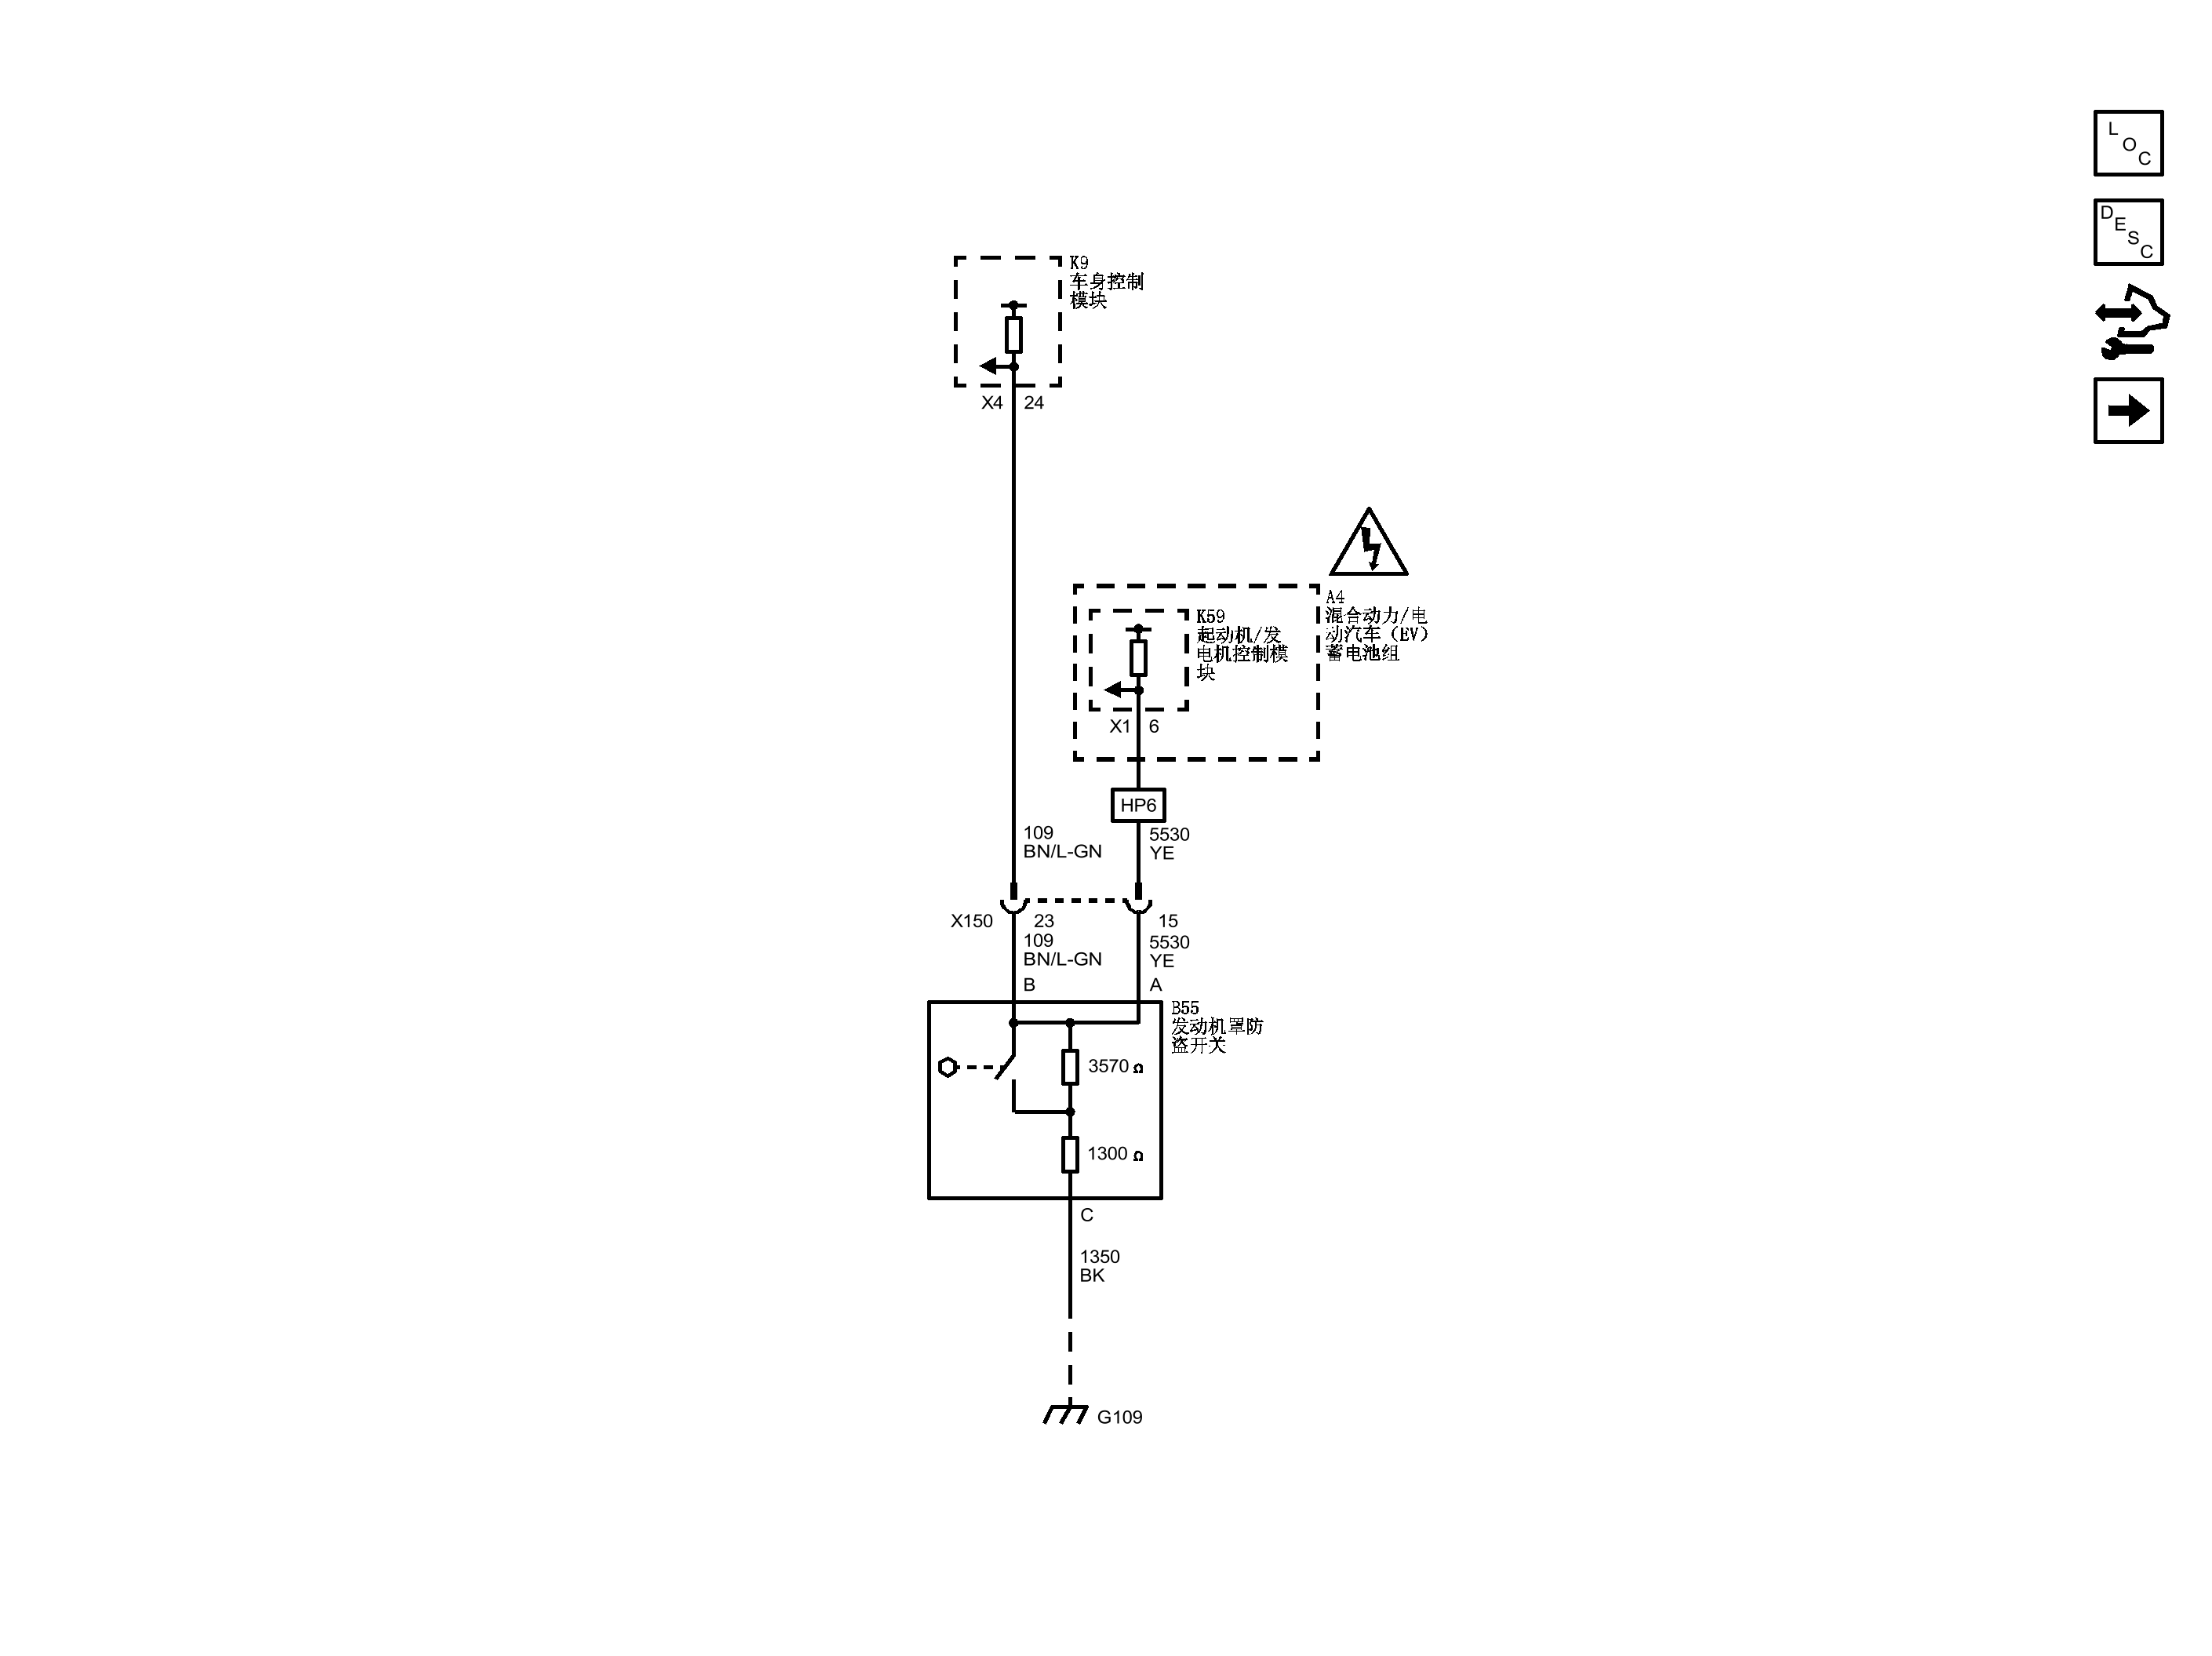 L
O
C
D
E
S
C
K9
车身控制
模块
X4 24
A4
混合动力/电
动汽车（EV）
蓄电池组
K59
起动机/发
电机控制模
块
X1 6
HP6
109
BN/L-GN
5530
YE
X150 23 15
109
BN/L-GN
5530
YE
B A
B55
发动机罩防
盗开关
3570 Ω
1300 Ω
C
1350
BK
G109